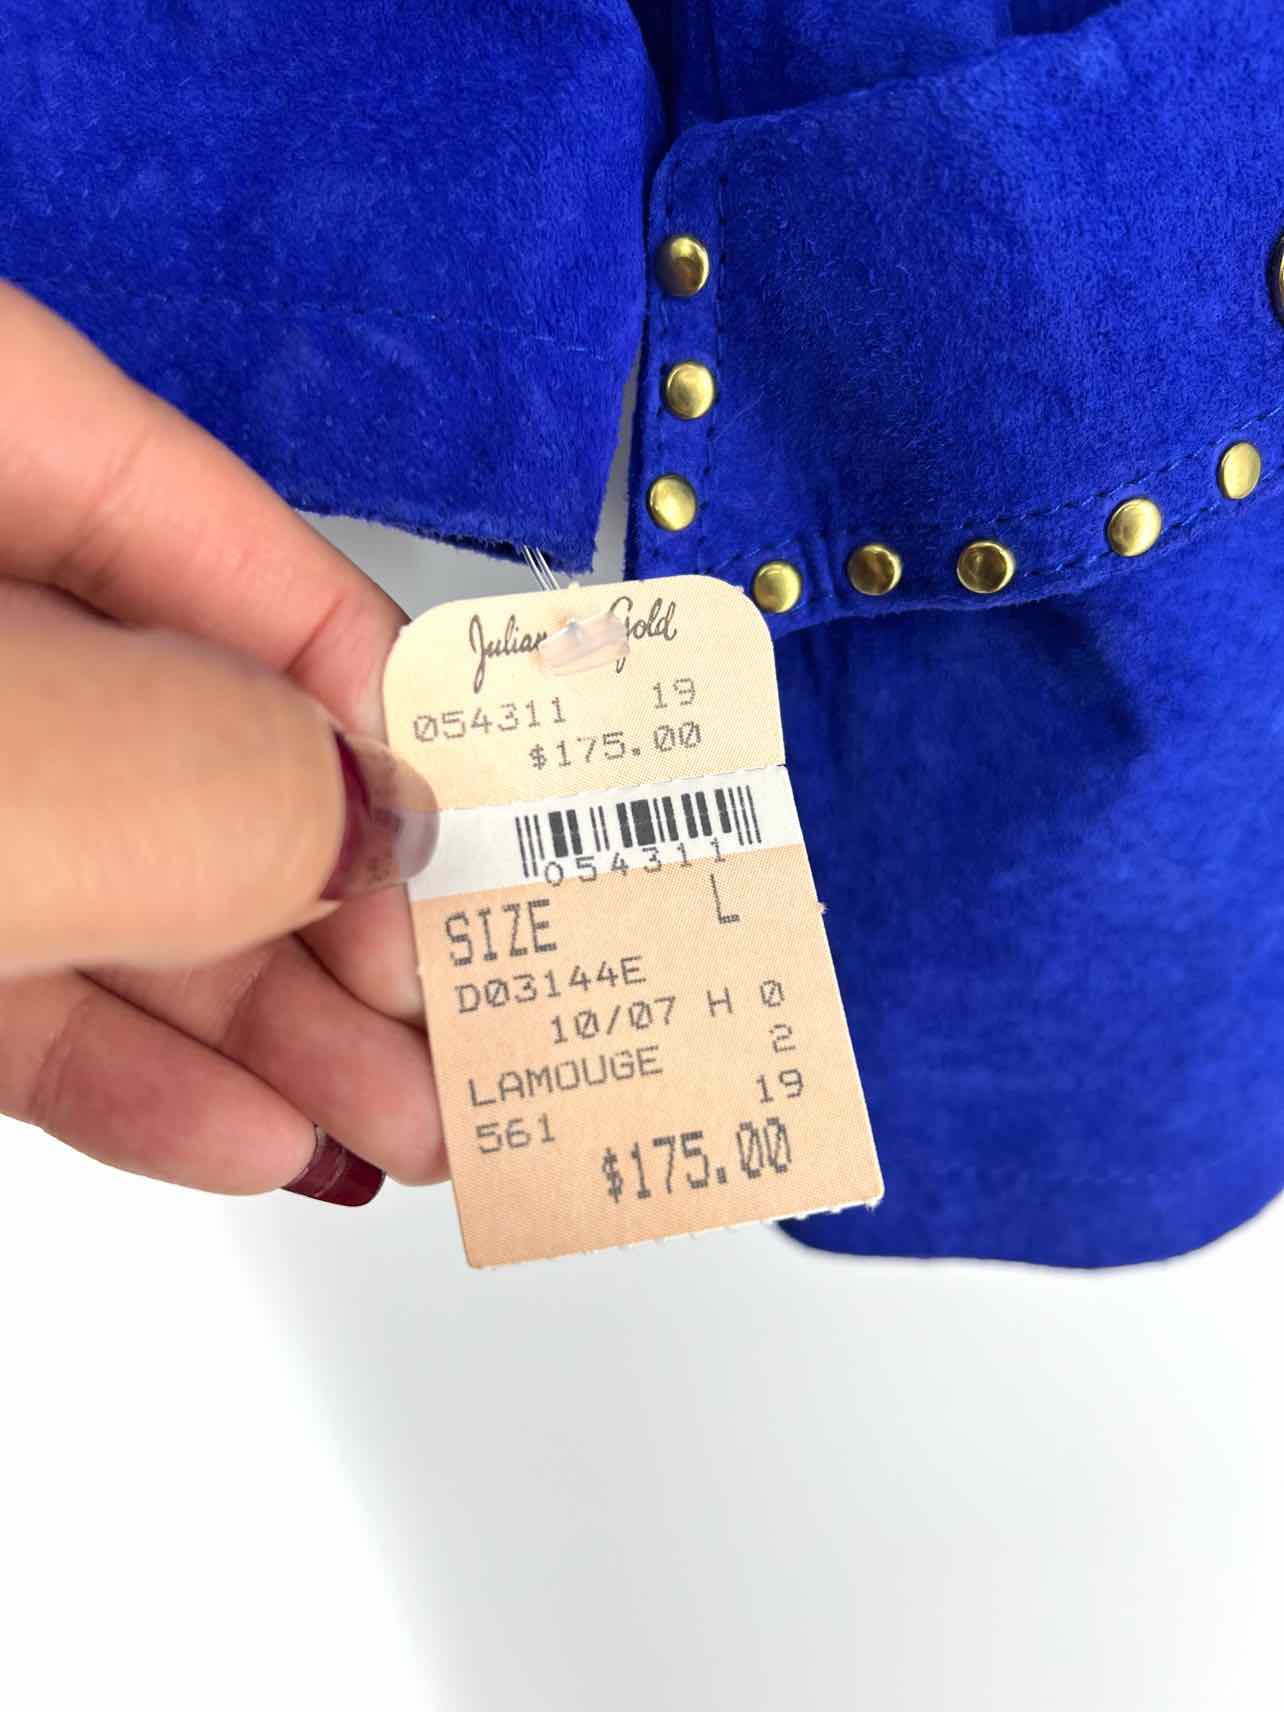 Julian Gold
054311 19
$175.00
054311
SIZE L
D03144E
10/07 H 0
2
LAMOUGE
19
561
$175.00